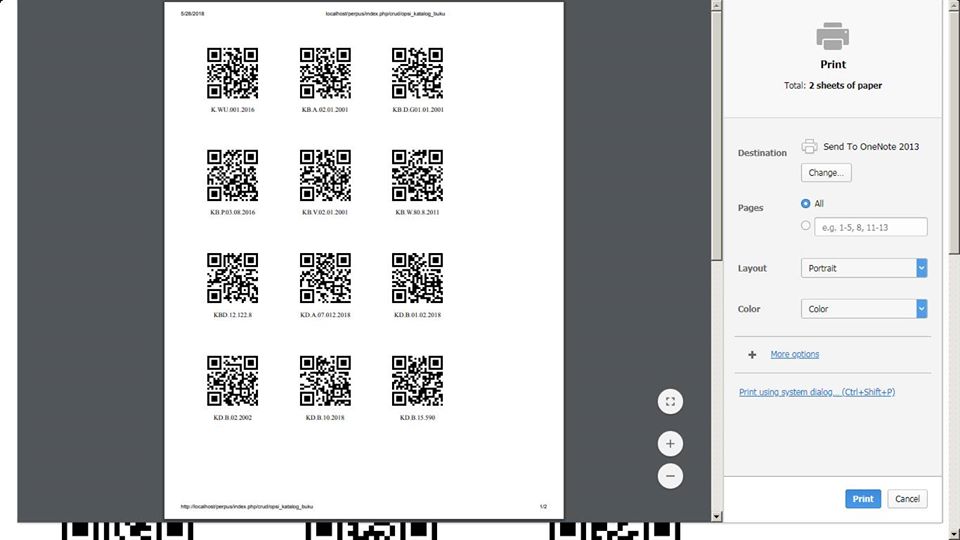 5/28/2018 localhost/perpus/index.php/crud/opsi_katalog_buku
K.WU.001.2016 KB.A.02.01.2001 KB.D.G01.01.2001
KB.P.03.08.2016 KB.V.02.01.2001 KB.W.80.8.2011
KBD.12.122.8 KD.A.07.012.2018 KD.B.01.02.2018
KD.B.02.2002 KD.B.10.2018 KD.B.15.590
http://localhost/perpus/index.php/crud/opsi_katalog_buku 1/2
Print
Total: 2 sheets of paper
Destination Send To OneNote 2013
Change...
Pages All
e.g. 1-5, 8, 11-13
Layout Portrait
Color Color
More options
Print using system dialog... (Ctrl+Shift+P)
Print Cancel